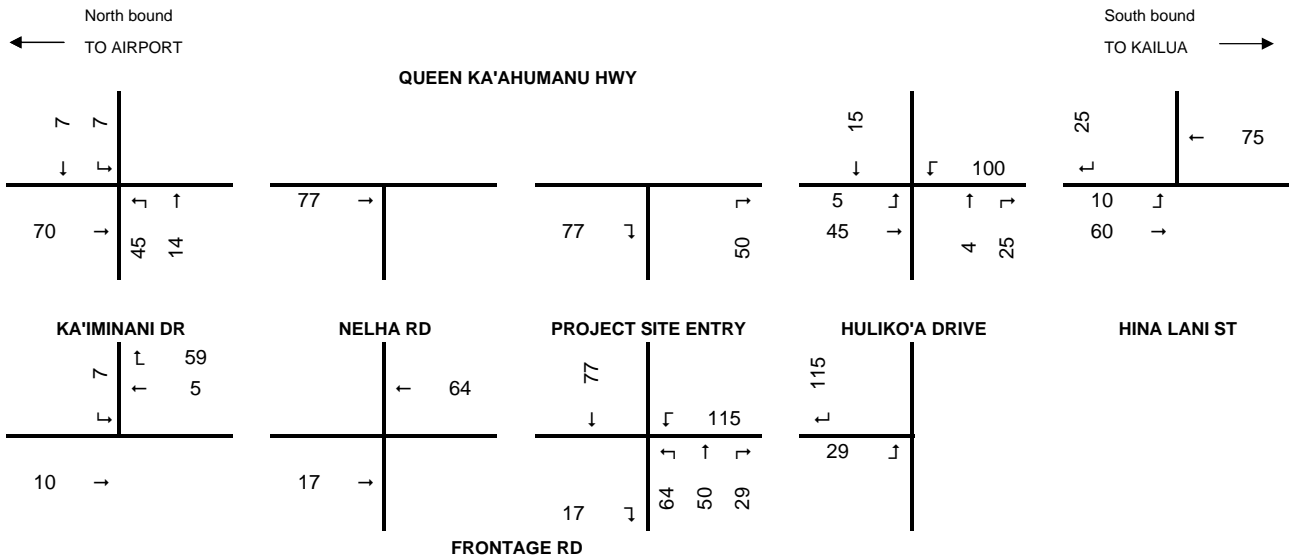 North bound South bound
← TO AIRPORT TO KAILUA →
QUEEN KA'AHUMANU HWY
7 7 15 25
← 75
↓ ↓ 100
77 → 5 10
70 → 77 50 45 → 60 →
45 14 4 25
KA'IMINANI DR NELHA RD PROJECT SITE ENTRY HULIKO'A DRIVE HINA LANI ST
59
7 ← 5 ← 64 77 115
↓ 115
29
10 → 17 → 64 50 29
17
FRONTAGE RD